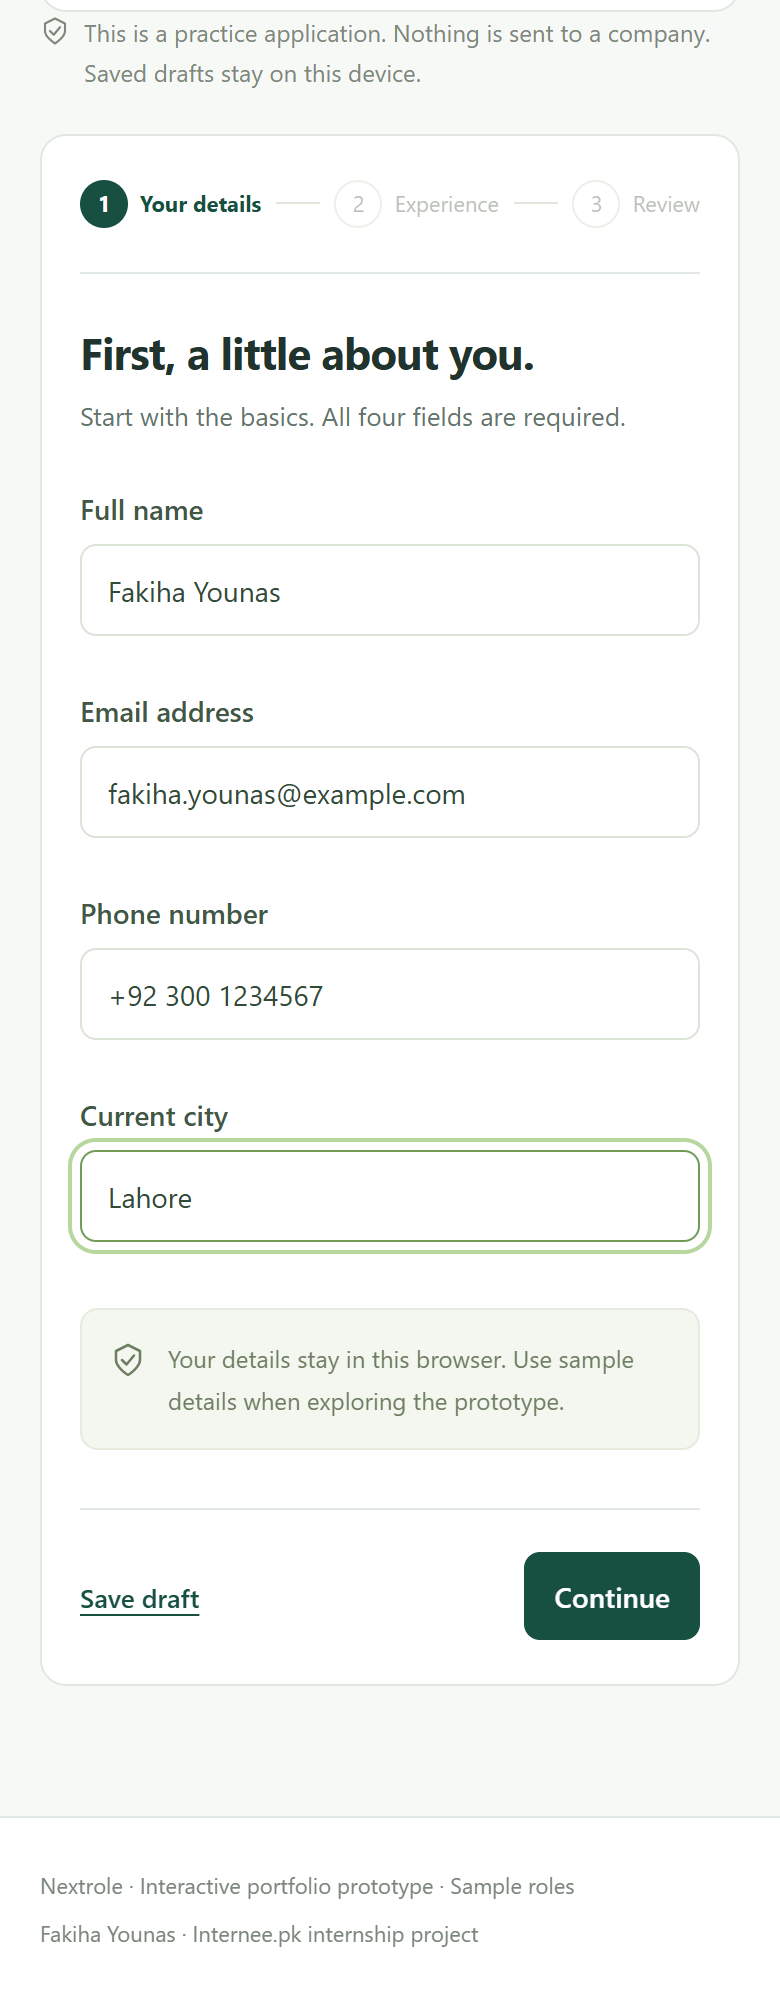 This is a practice application. Nothing is sent to a company.
Saved drafts stay on this device.
1 Your details 2 Experience 3 Review
First, a little about you.
Start with the basics. All four fields are required.
Full name
Fakiha Younas
Email address
fakiha.younas@example.com
Phone number
+92 300 1234567
Current city
Lahore
Your details stay in this browser. Use sample
details when exploring the prototype.
Save draft Continue
Nextrole · Interactive portfolio prototype · Sample roles
Fakiha Younas · Internee.pk internship project